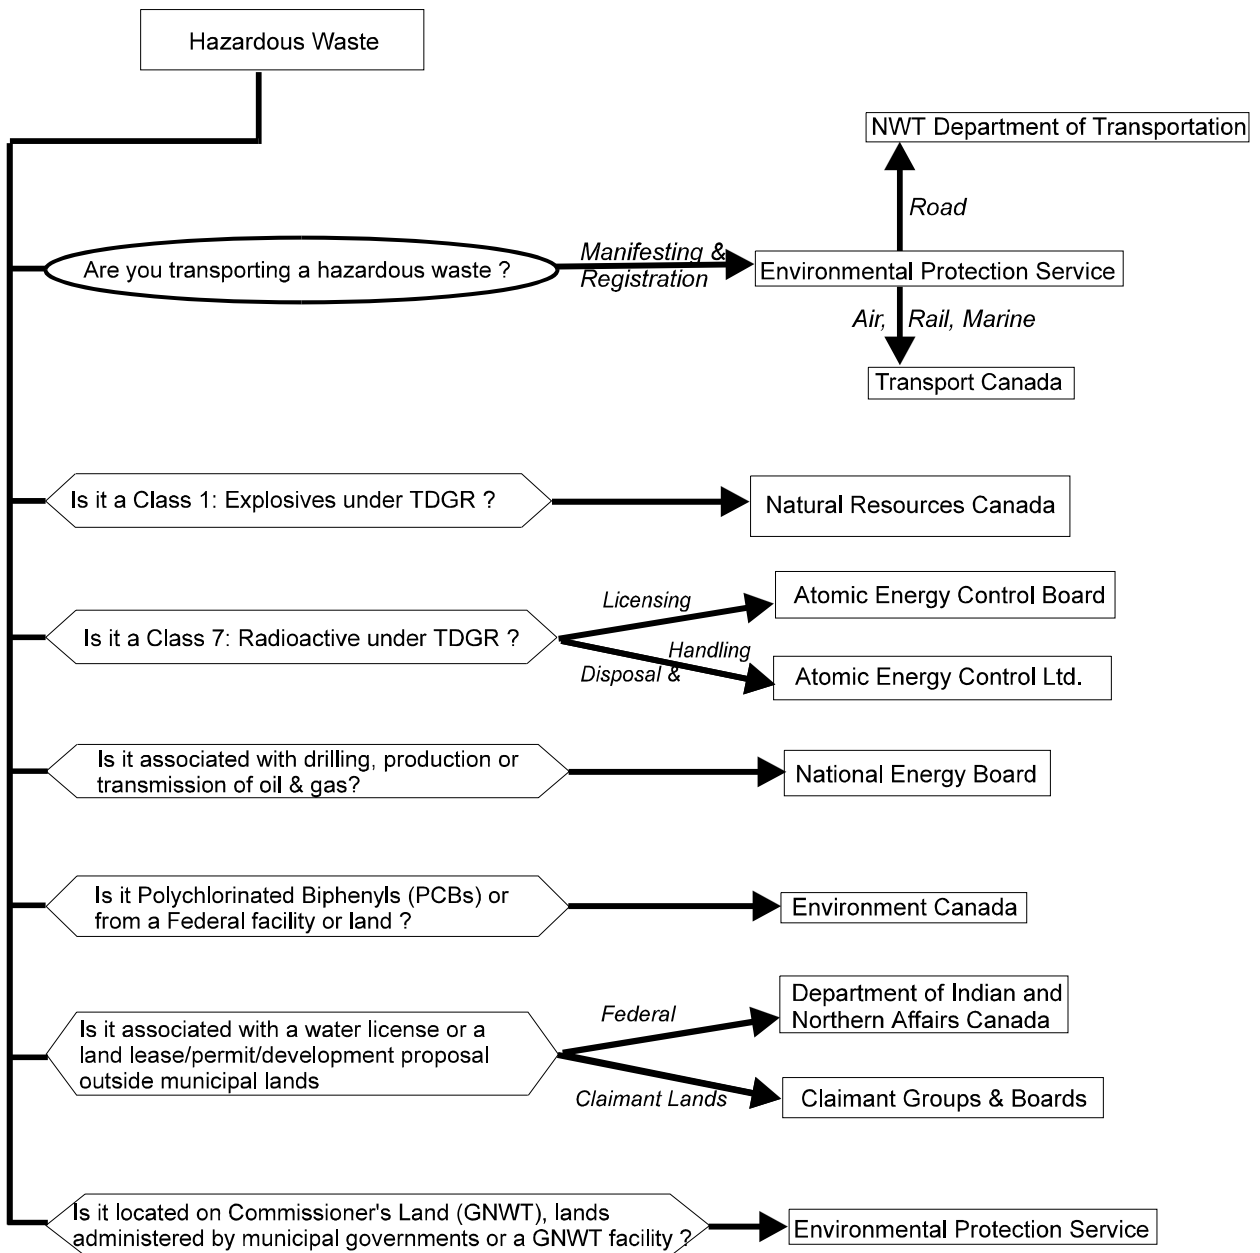 Hazardous Waste
NWT Department of Transportation
Road
Are you transporting a hazardous waste ?
Manifesting &
Registration
Environmental Protection Service
Air, Rail, Marine
Transport Canada
Is it a Class 1: Explosives under TDGR ?
Natural Resources Canada
Is it a Class 7: Radioactive under TDGR ?
Licensing
Atomic Energy Control Board
Handling
Disposal &
Atomic Energy Control Ltd.
Is it associated with drilling, production or
transmission of oil & gas?
National Energy Board
Is it Polychlorinated Biphenyls (PCBs) or
from a Federal facility or land ?
Environment Canada
Is it associated with a water license or a
land lease/permit/development proposal
outside municipal lands
Federal
Department of Indian and
Northern Affairs Canada
Claimant Lands
Claimant Groups & Boards
Is it located on Commissioner's Land (GNWT), lands
administered by municipal governments or a GNWT facility ?
Environmental Protection Service